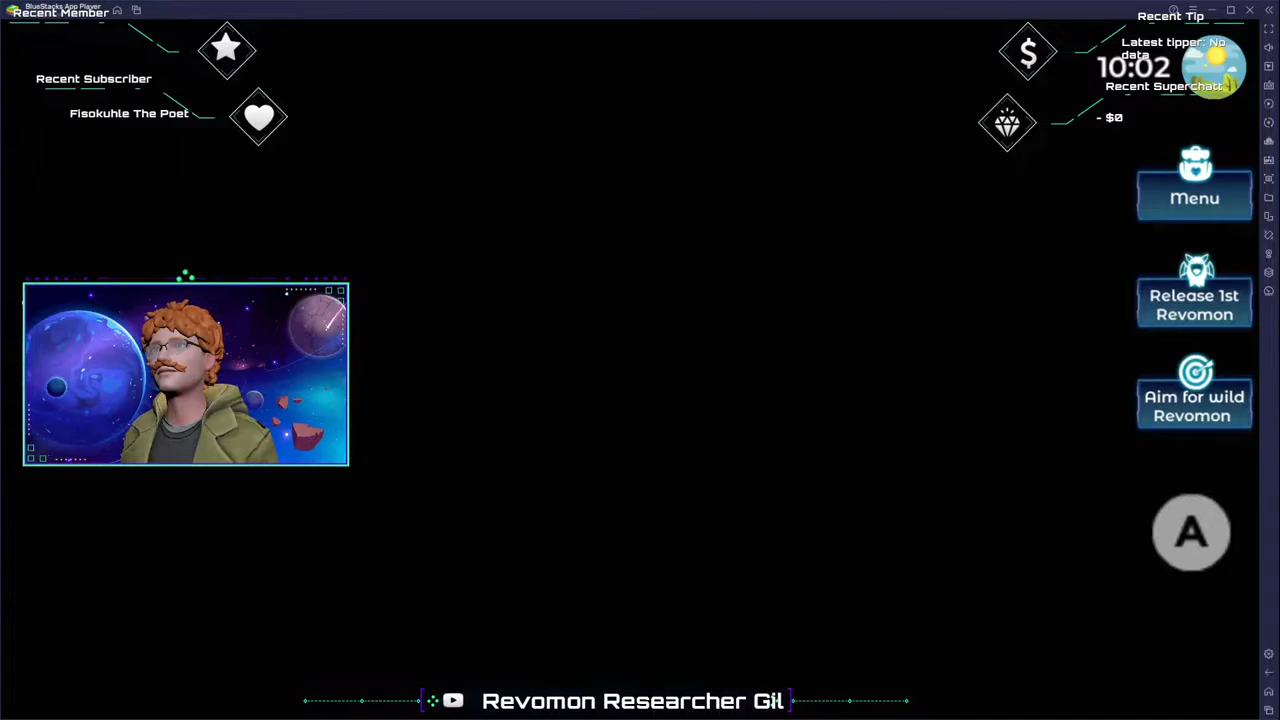 BlueStacks App Player
Recent Member
Recent Subscriber
Fisokuhle The Poet
Recent Tip
Latest tipper: No
data
10:02
Recent Superchatt
- $0
Menu
Release 1st
Revomon
Aim for wild
Revomon
A
Revomon Researcher Gil